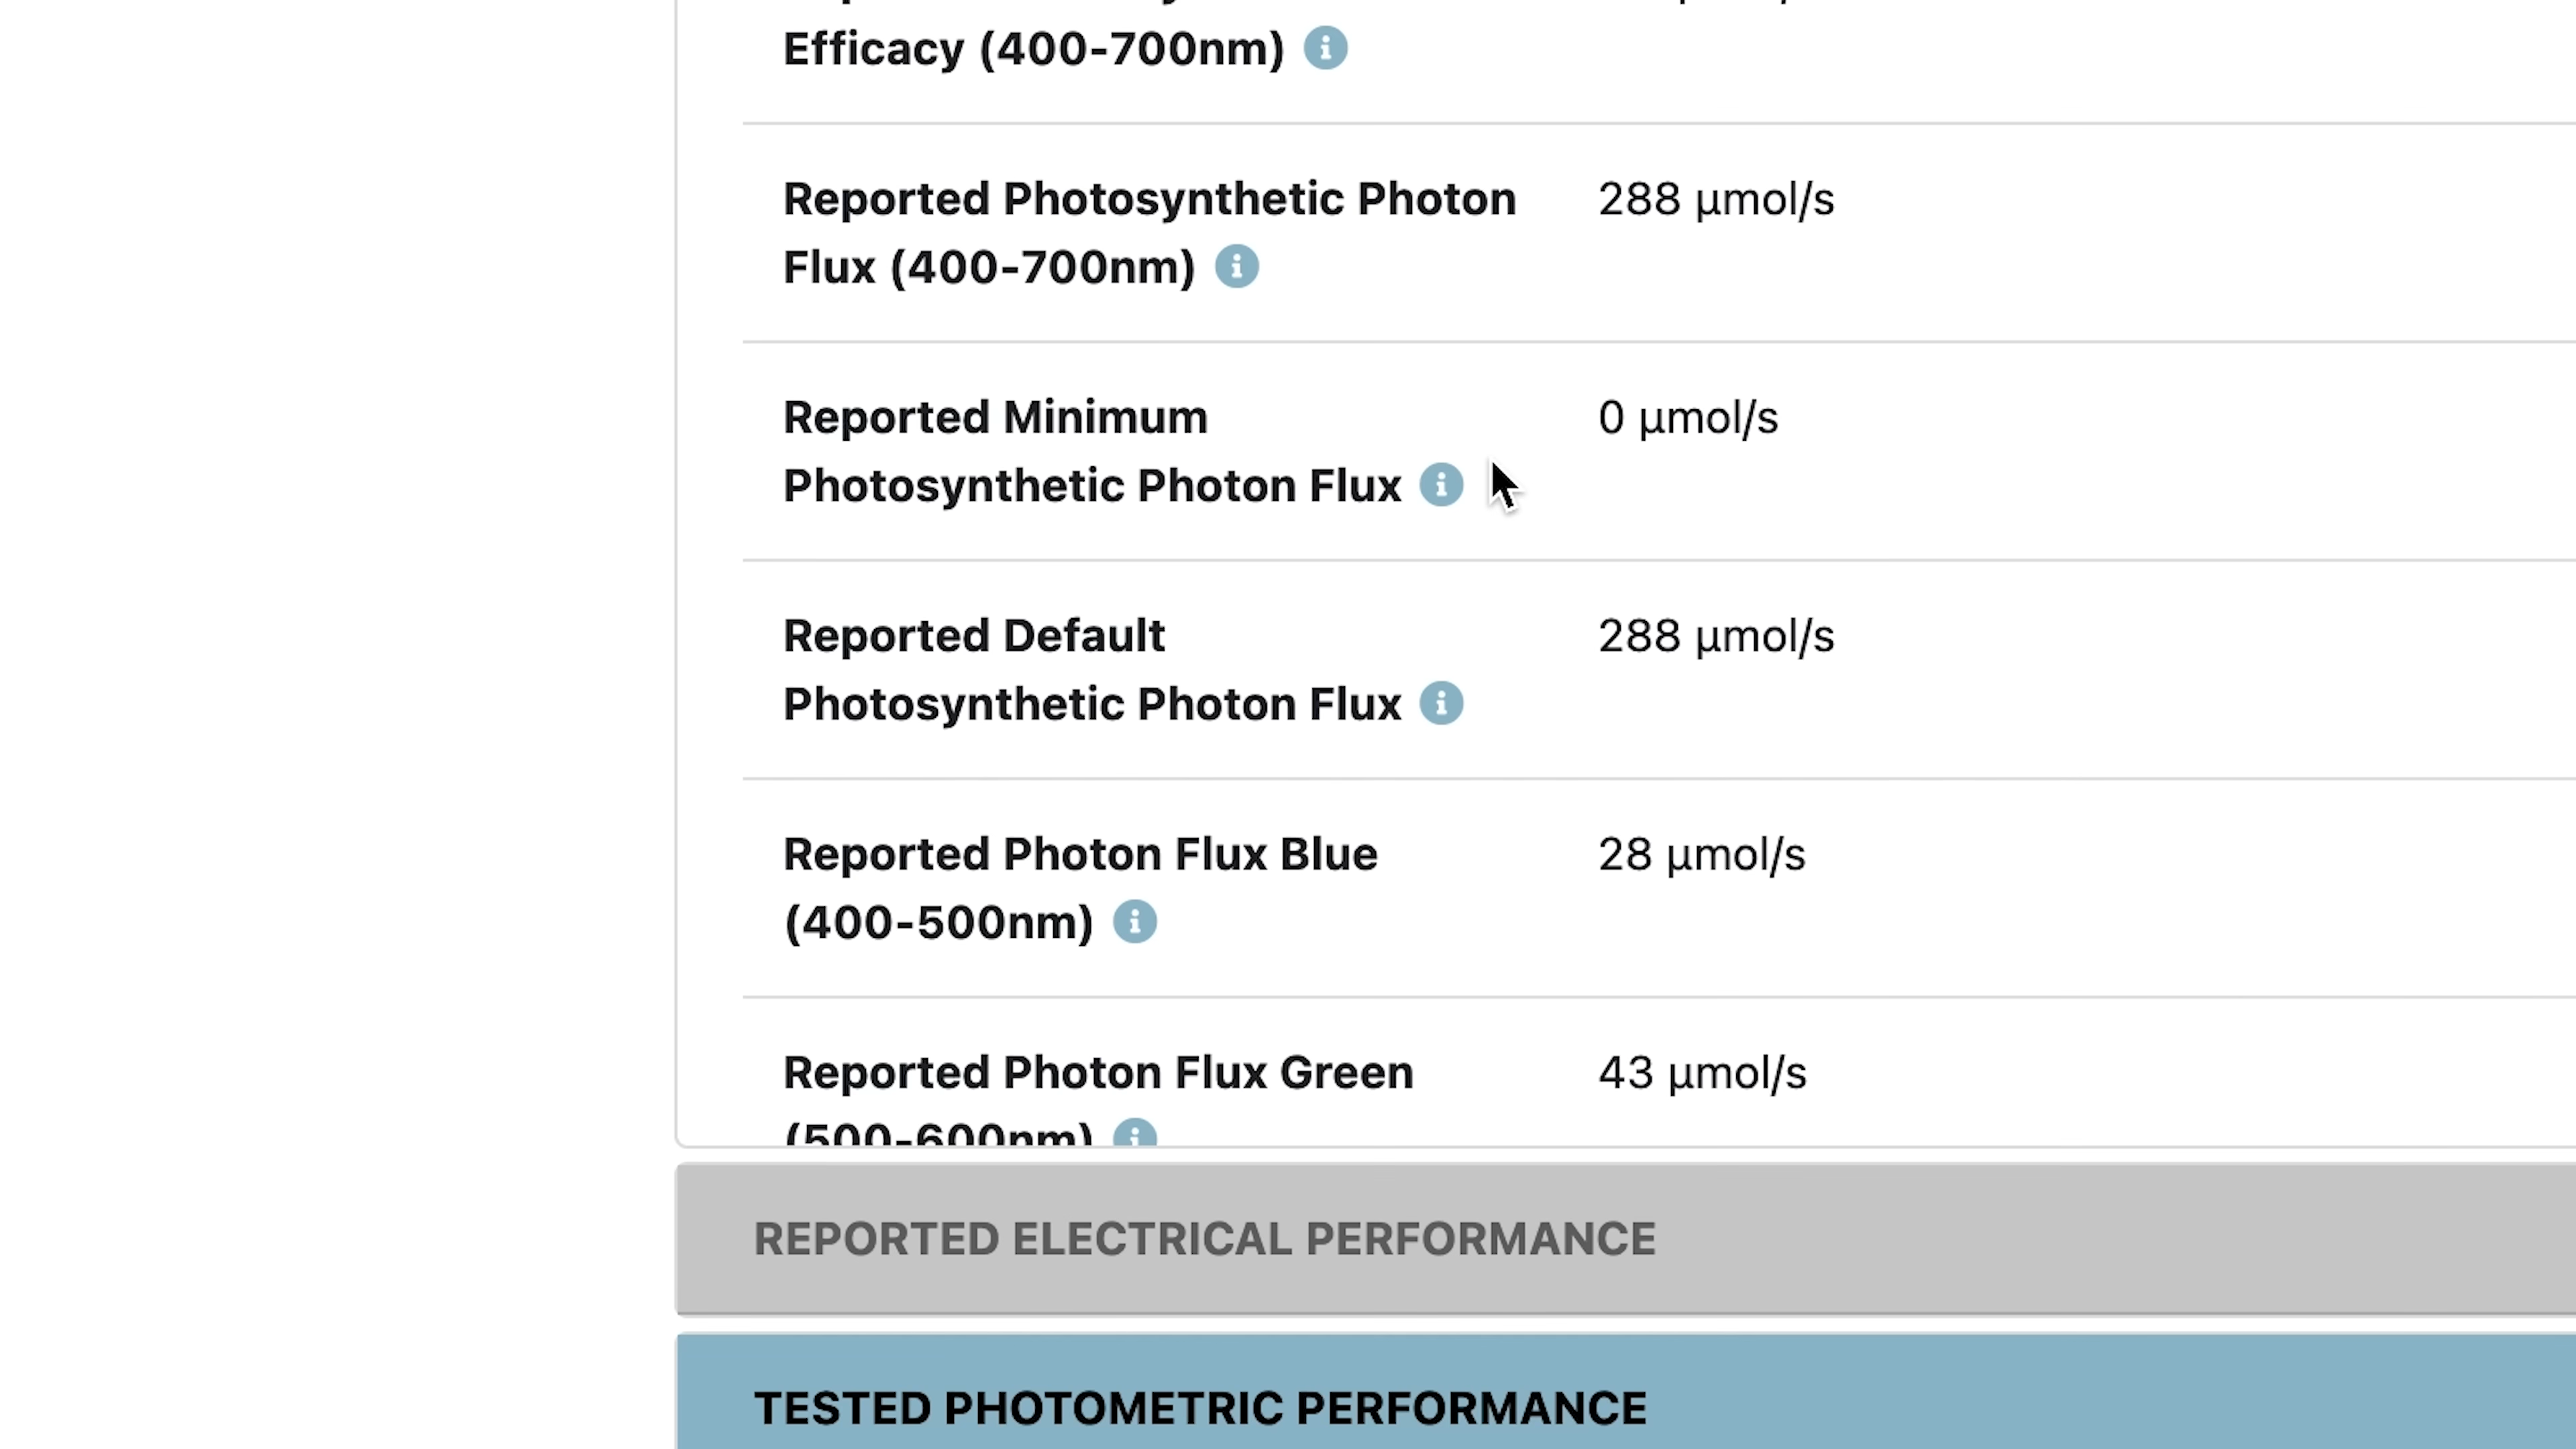 Efficacy (400-700nm)
Reported Photosynthetic Photon 288 µmol/s
Flux (400-700nm)
Reported Minimum 0 µmol/s
Photosynthetic Photon Flux
Reported Default 288 µmol/s
Photosynthetic Photon Flux
Reported Photon Flux Blue 28 µmol/s
(400-500nm)
Reported Photon Flux Green 43 µmol/s
(500-600nm)
REPORTED ELECTRICAL PERFORMANCE
TESTED PHOTOMETRIC PERFORMANCE